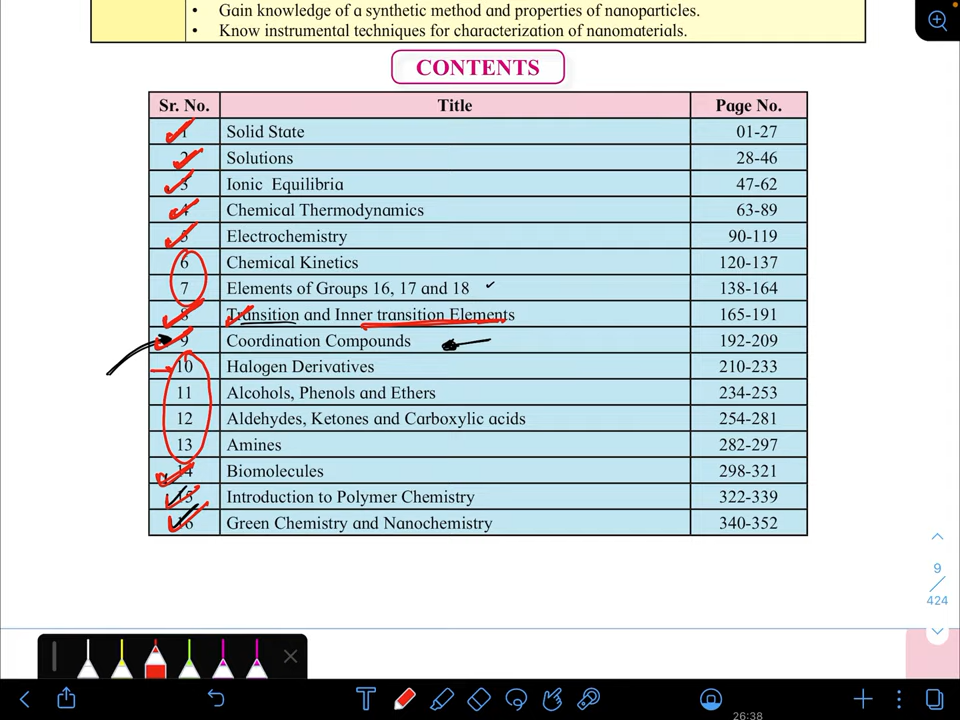 • Gain knowledge of a synthetic method and properties of nanoparticles.
• Know instrumental techniques for characterization of nanomaterials.
CONTENTS
Sr. No. Title Page No.
1 Solid State 01-27
2 Solutions 28-46
3 Ionic Equilibria 47-62
4 Chemical Thermodynamics 63-89
5 Electrochemistry 90-119
6 Chemical Kinetics 120-137
7 Elements of Groups 16, 17 and 18 138-164
8 Transition and Inner transition Elements 165-191
9 Coordination Compounds 192-209
10 Halogen Derivatives 210-233
11 Alcohols, Phenols and Ethers 234-253
12 Aldehydes, Ketones and Carboxylic acids 254-281
13 Amines 282-297
14 Biomolecules 298-321
15 Introduction to Polymer Chemistry 322-339
16 Green Chemistry and Nanochemistry 340-352
9
424
26:38